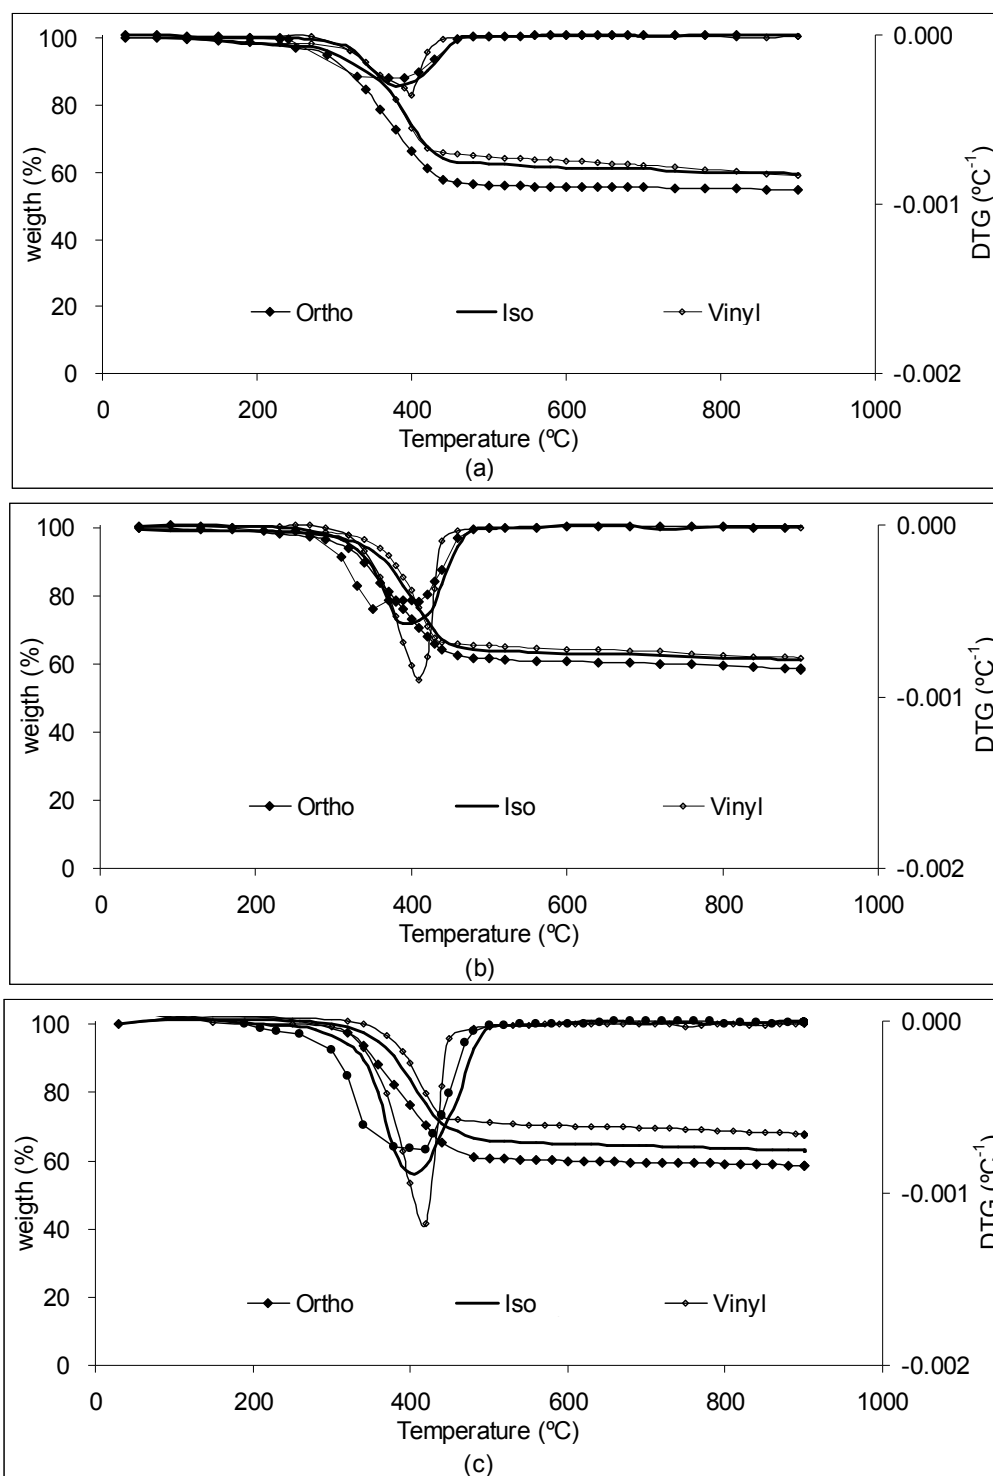 100
80
60
40
20
0
weigth (%)
0.000
-0.001
-0.002
DTG (ºC-1)
Ortho Iso Vinyl
0 200 400 600 800 1000
Temperature (ºC)
(a)
100
80
60
40
20
0
weigth (%)
0.000
-0.001
-0.002
DTG (ºC-1)
Ortho Iso Vinyl
0 200 400 600 800 1000
Temperature (ºC)
(b)
100
80
60
40
20
0
weigth (%)
0.000
-0.001
-0.002
DTG (ºC-1)
Ortho Iso Vinyl
0 200 400 600 800 1000
Temperature (ºC)
(c)